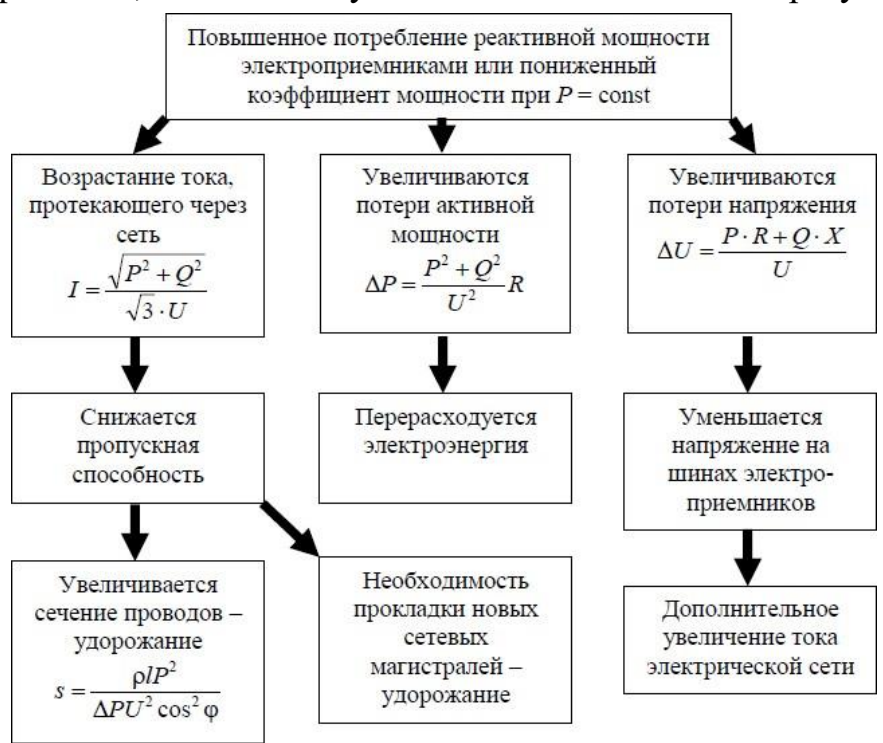 Повышенное потребление реактивной мощности
электроприемниками или пониженный
коэффициент мощности при P = const
Возрастание тока,
протекающего через
сеть
I = √(P² + Q²) / (√3 · U)
Увеличиваются
потери активной
мощности
ΔP = (P² + Q²) / U² R
Увеличиваются
потери напряжения
ΔU = (P · R + Q · X) / U
Снижается
пропускная
способность
Перерасходуется
электроэнергия
Уменьшается
напряжение на
шинах электро-
приемников
Увеличивается
сечение проводов –
удорожание
s = ρlP² / (ΔPU² cos² φ)
Необходимость
прокладки новых
сетевых
магистралей –
удорожание
Дополнительное
увеличение тока
электрической сети